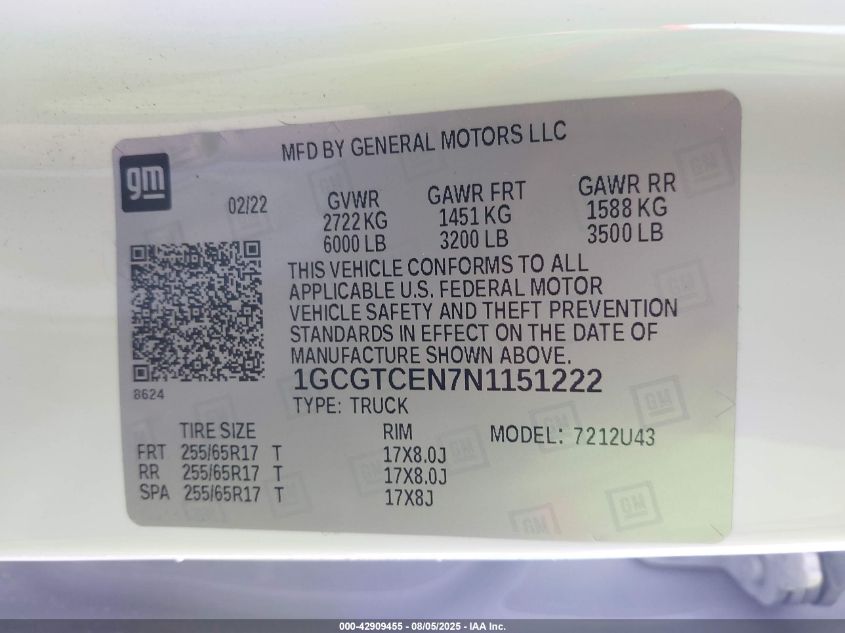 MFD BY GENERAL MOTORS LLC
gm
02/22
GVWR GAWR FRT GAWR RR
2722 KG 1451 KG 1588 KG
6000 LB 3200 LB 3500 LB
THIS VEHICLE CONFORMS TO ALL
APPLICABLE U.S. FEDERAL MOTOR
VEHICLE SAFETY AND THEFT PREVENTION
STANDARDS IN EFFECT ON THE DATE OF
MANUFACTURE SHOWN ABOVE.
8624
1GCGTCEN7N1151222
TYPE: TRUCK
TIRE SIZE RIM MODEL: 7212U43
FRT 255/65R17 T 17X8.0J
RR 255/65R17 T 17X8.0J
SPA 255/65R17 T 17X8J
000-42909455 - 08/05/2025 - IAA Inc.